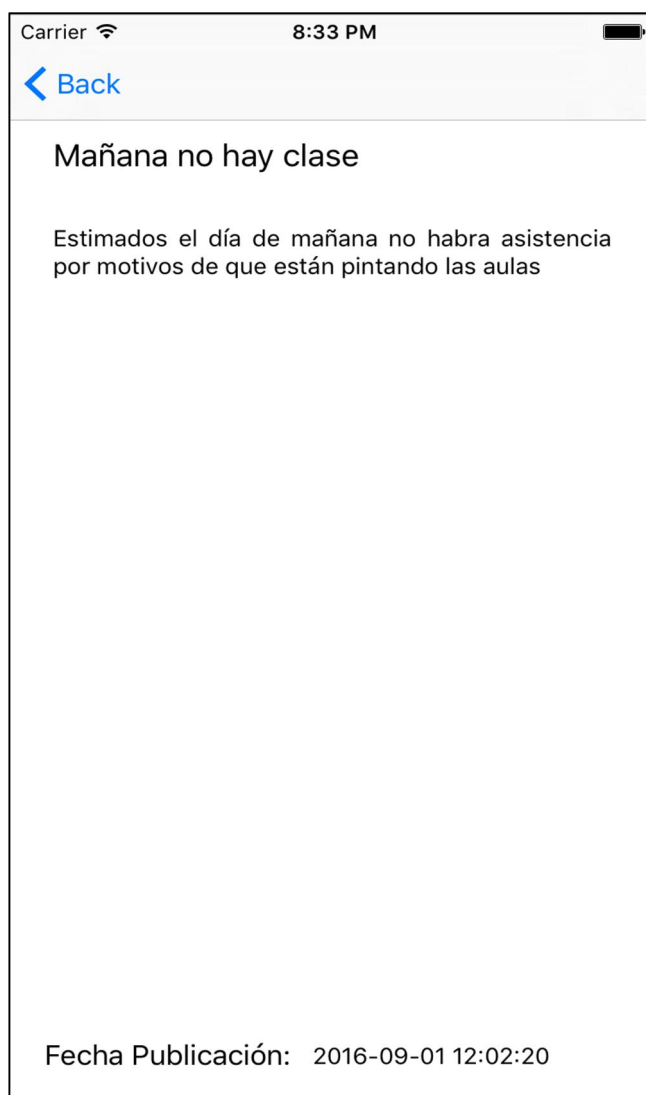 Carrier 8:33 PM
Back
Mañana no hay clase
Estimados el día de mañana no habra asistencia
por motivos de que están pintando las aulas
Fecha Publicación: 2016-09-01 12:02:20